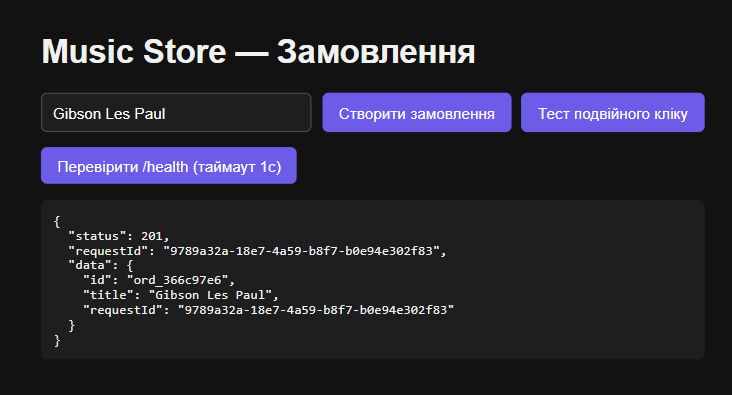 Music Store — Замовлення
Gibson Les Paul
Створити замовлення
Тест подвійного кліку
Перевірити /health (таймаут 1с)
{
  "status": 201,
  "requestId": "9789a32a-18e7-4a59-b8f7-b0e94e302f83",
  "data": {
    "id": "ord_366c97e6",
    "title": "Gibson Les Paul",
    "requestId": "9789a32a-18e7-4a59-b8f7-b0e94e302f83"
  }
}